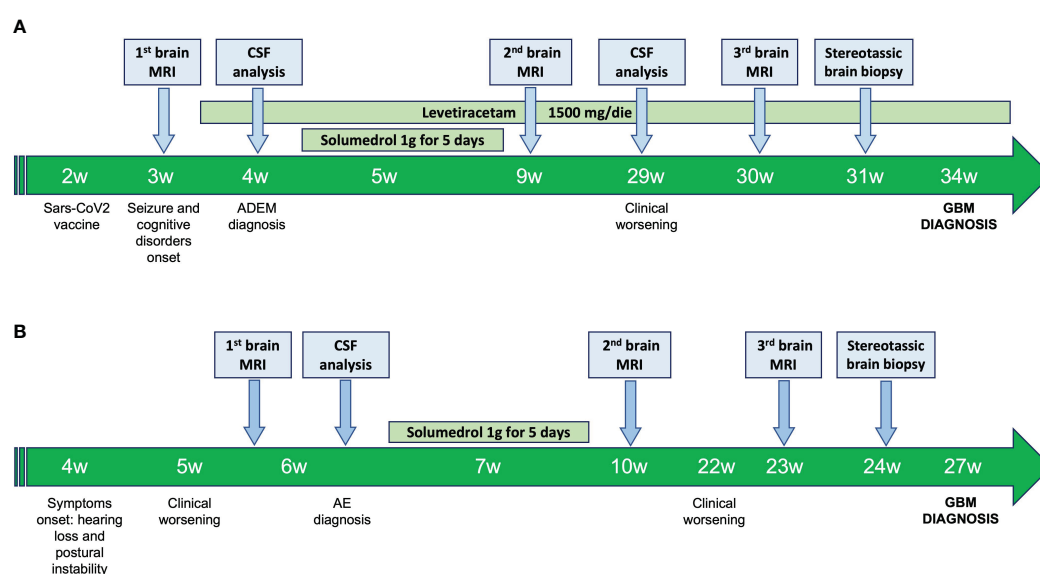 A
1st brain
MRI
CSF
analysis
2nd brain
MRI
CSF
analysis
3rd brain
MRI
Stereotassic
brain biopsy
Levetiracetam 1500 mg/die
Solumedrol 1g for 5 days
2w 3w 4w 5w 9w 29w 30w 31w 34w
Sars-CoV2
vaccine
Seizure and
cognitive
disorders
onset
ADEM
diagnosis
Clinical
worsening
GBM
DIAGNOSIS
B
1st brain
MRI
CSF
analysis
2nd brain
MRI
3rd brain
MRI
Stereotassic
brain biopsy
Solumedrol 1g for 5 days
4w 5w 6w 7w 10w 22w 23w 24w 27w
Symptoms
onset: hearing
loss and
postural
instability
Clinical
worsening
AE
diagnosis
Clinical
worsening
GBM
DIAGNOSIS